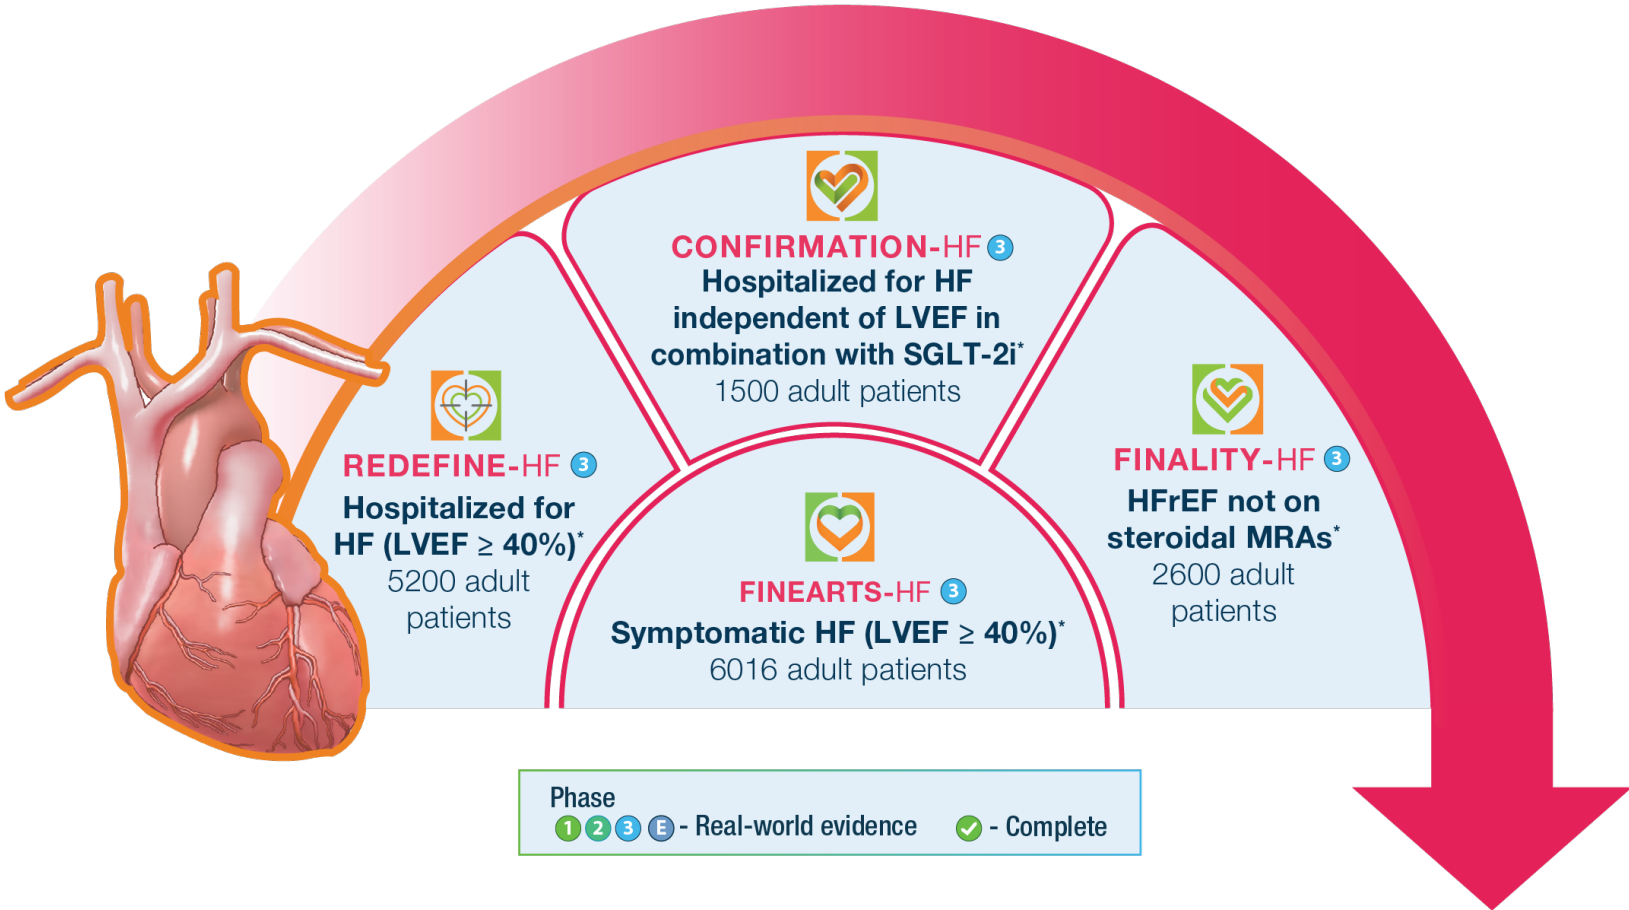 CONFIRMATION-HF 3
Hospitalized for HF
independent of LVEF in
combination with SGLT-2i*
1500 adult patients
REDEFINE-HF 3
Hospitalized for
HF (LVEF ≥ 40%)*
5200 adult
patients
FINEARTS-HF 3
Symptomatic HF (LVEF ≥ 40%)*
6016 adult patients
FINALITY-HF 3
HFrEF not on
steroidal MRAs*
2600 adult
patients
Phase
1 2 3 E - Real-world evidence ✓ - Complete